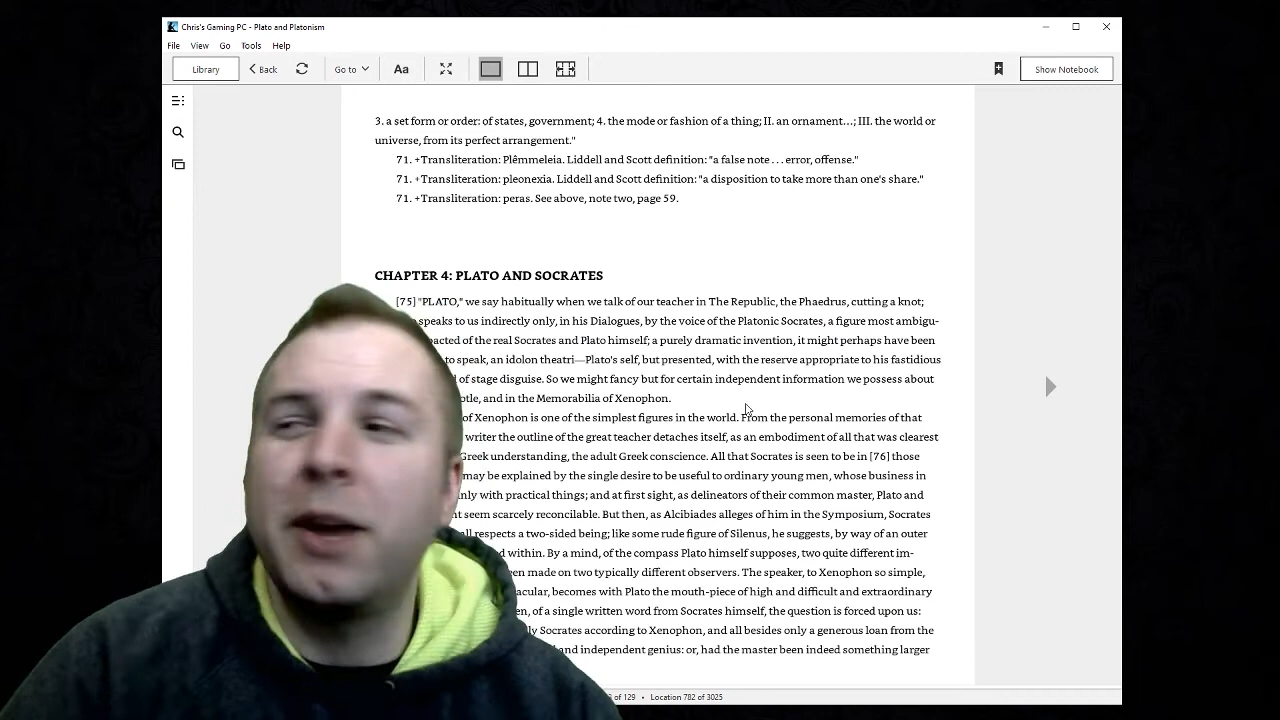 Chris's Gaming PC - Plato and Platonism
File View Go Tools Help
Library Back Go to Aa Show Notebook
3. a set form or order: of states, government; 4. the mode or fashion of a thing; II. an ornament...; III. the world or
universe, from its perfect arrangement."
71. +Transliteration: Plêmmeleia. Liddell and Scott definition: "a false note . . . error, offense."
71. +Transliteration: pleonexia. Liddell and Scott definition: "a disposition to take more than one's share."
71. +Transliteration: peras. See above, note two, page 59.
CHAPTER 4: PLATO AND SOCRATES
[75] "PLATO," we say habitually when we talk of our teacher in The Republic, the Phaedrus, cutting a knot;
speaks to us indirectly only, in his Dialogues, by the voice of the Platonic Socrates, a figure most ambigu-
of the real Socrates and Plato himself; a purely dramatic invention, it might perhaps have been
to speak, an idolon theatri—Plato's self, but presented, with the reserve appropriate to his fastidious
of stage disguise. So we might fancy but for certain independent information we possess about
and in the Memorabilia of Xenophon.
of Xenophon is one of the simplest figures in the world. From the personal memories of that
writer the outline of the great teacher detaches itself, as an embodiment of all that was clearest
Greek understanding, the adult Greek conscience. All that Socrates is seen to be in [76] those
may be explained by the single desire to be useful to ordinary young men, whose business in
with practical things; and at first sight, as delineators of their common master, Plato and
seem scarcely reconcilable. But then, as Alcibiades alleges of him in the Symposium, Socrates
respects a two-sided being; like some rude figure of Silenus, he suggests, by way of an outer
within. By a mind, of the compass Plato himself supposes, two quite different im-
made on two typically different observers. The speaker, to Xenophon so simple,
becomes with Plato the mouth-piece of high and difficult and extraordinary
of a single written word from Socrates himself, the question is forced upon us:
Socrates according to Xenophon, and all besides only a generous loan from the
and independent genius: or, had the master been indeed something larger
of 129 • Location 782 of 3025